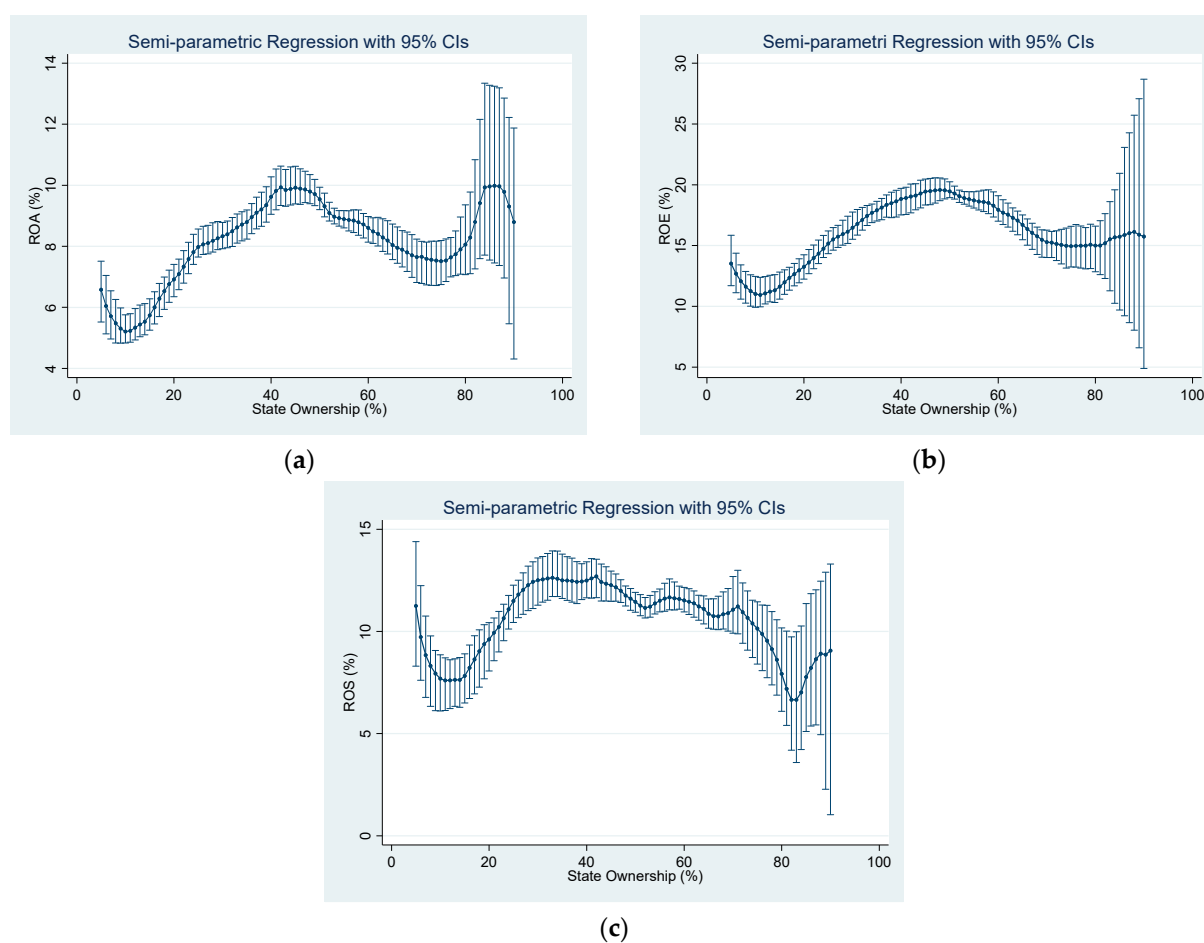 Semi-parametric Regression with 95% CIs
14
12
10
8
6
4
ROA (%)
0 20 40 60 80 100
State Ownership (%)
(a)
Semi-parametri Regression with 95% CIs
30
25
20
15
10
5
ROE (%)
0 20 40 60 80 100
State Ownership (%)
(b)
Semi-parametric Regression with 95% CIs
15
10
5
0
ROS (%)
0 20 40 60 80 100
State Ownership (%)
(c)